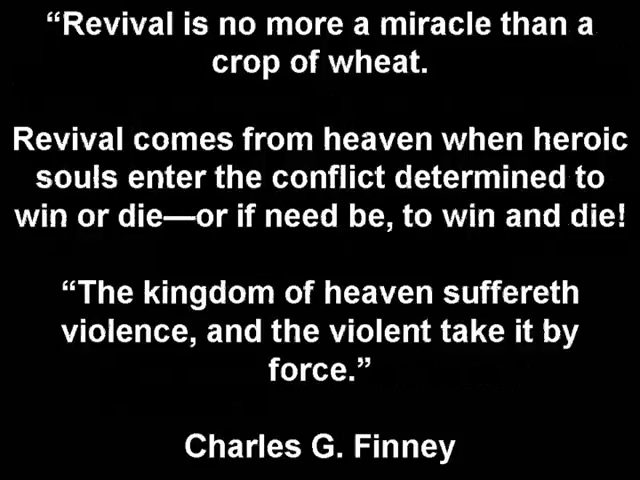 “Revival is no more a miracle than a
crop of wheat.
Revival comes from heaven when heroic
souls enter the conflict determined to
win or die—or if need be, to win and die!
“The kingdom of heaven suffereth
violence, and the violent take it by
force.”
Charles G. Finney